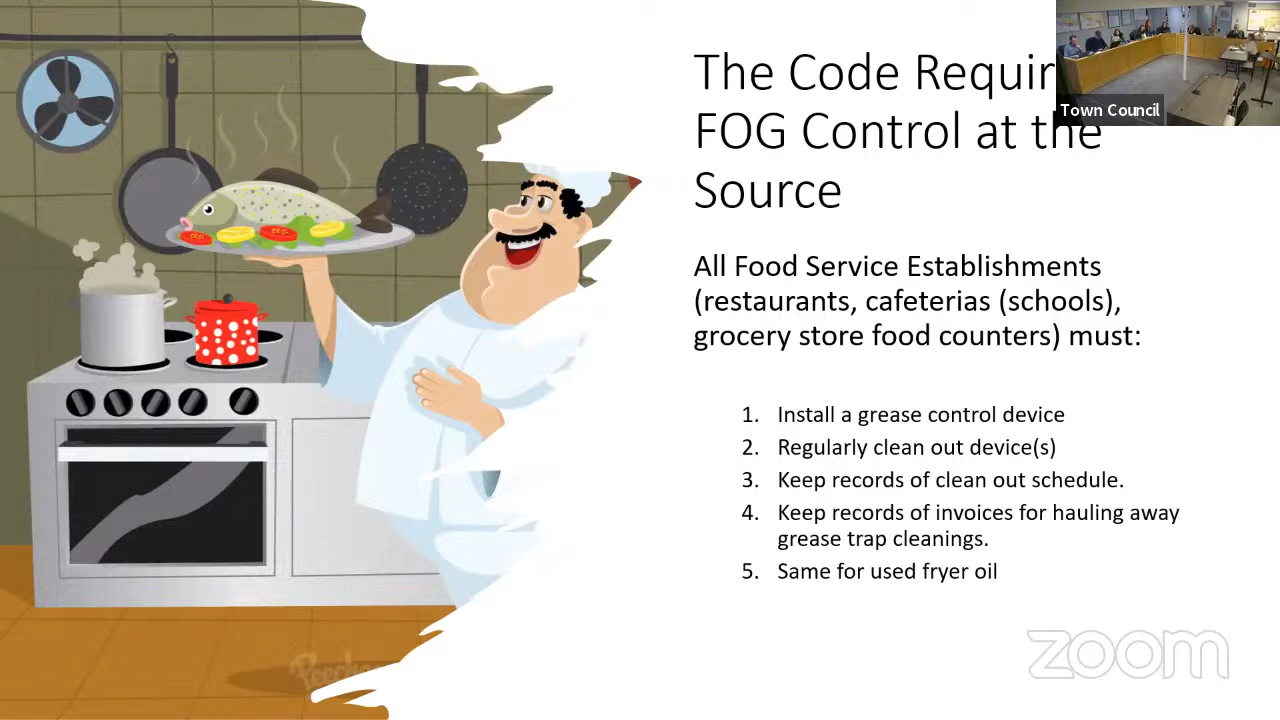 The Code Requir
FOG Control at the
Source
Town Council
All Food Service Establishments
(restaurants, cafeterias (schools),
grocery store food counters) must:
1. Install a grease control device
2. Regularly clean out device(s)
3. Keep records of clean out schedule.
4. Keep records of invoices for hauling away
grease trap cleanings.
5. Same for used fryer oil
zoom